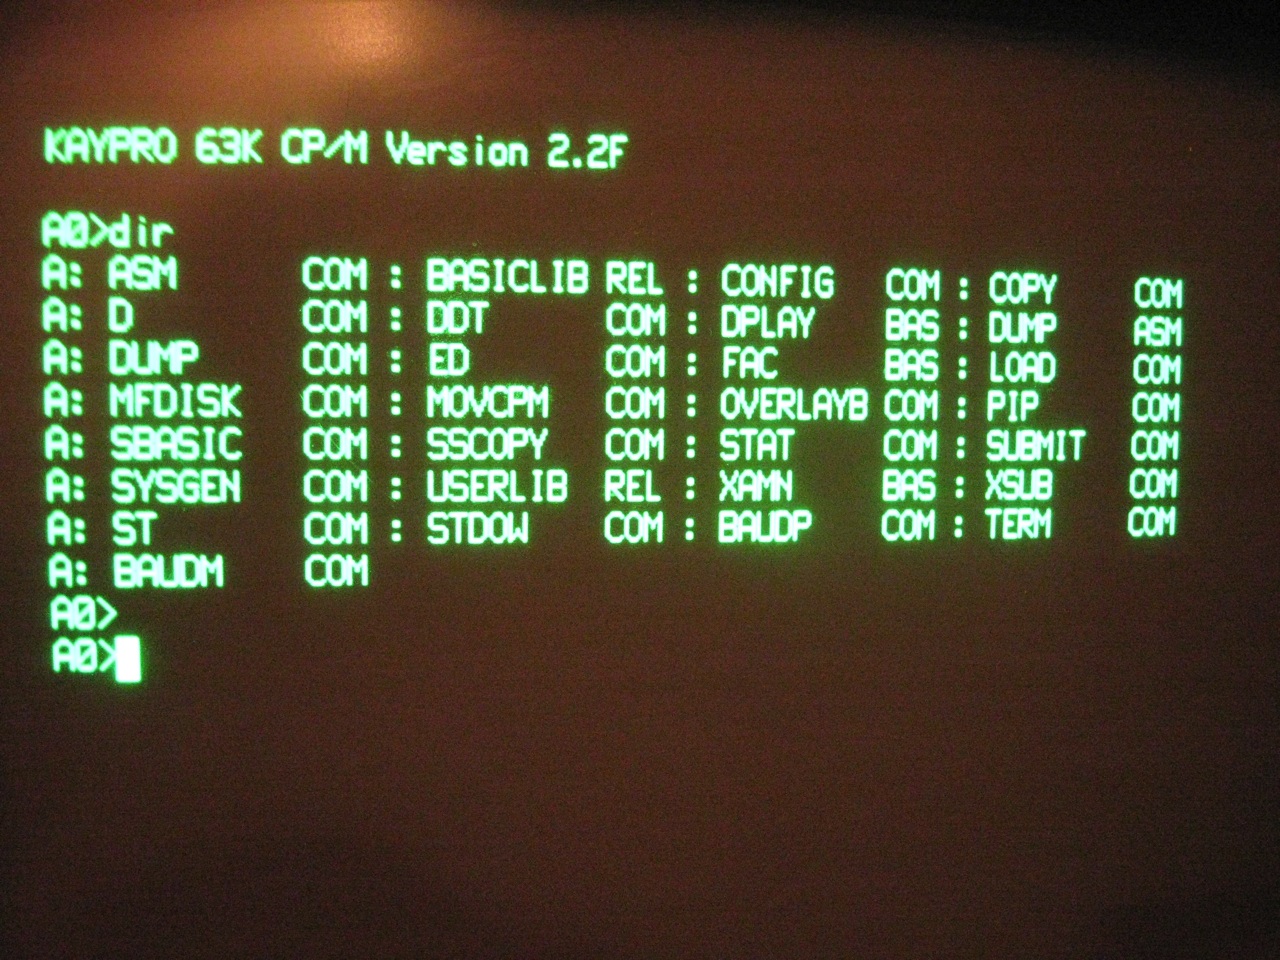 KAYPRO 63K CP/M Version 2.2F
A0>dir
A: ASM      COM : BASICLIB REL : CONFIG   COM : COPY     COM
A: D        COM : DDT      COM : DPLAY    BAS : DUMP     ASM
A: DUMP     COM : ED       COM : FAC      BAS : LOAD     COM
A: MFDISK   COM : MOVCPM   COM : OVERLAYB COM : PIP      COM
A: SBASIC   COM : SSCOPY   COM : STAT     COM : SUBMIT   COM
A: SYSGEN   COM : USERLIB  REL : XAMN     BAS : XSUB     COM
A: ST       COM : STDOW    COM : BAUDP    COM : TERM     COM
A: BAUDM    COM
A0>
A0>